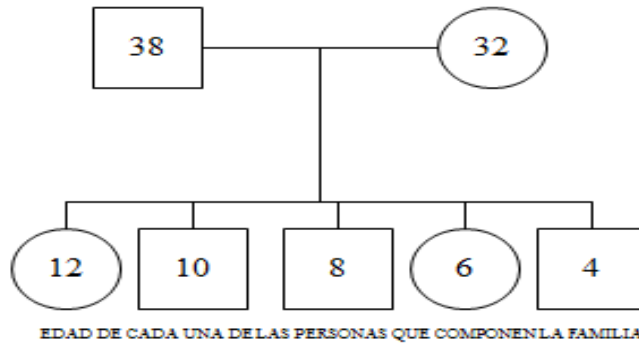 38 32
12 10 8 6 4
EDAD DE CADA UNA DE LAS PERSONAS QUE COMPONEN LA FAMILIA